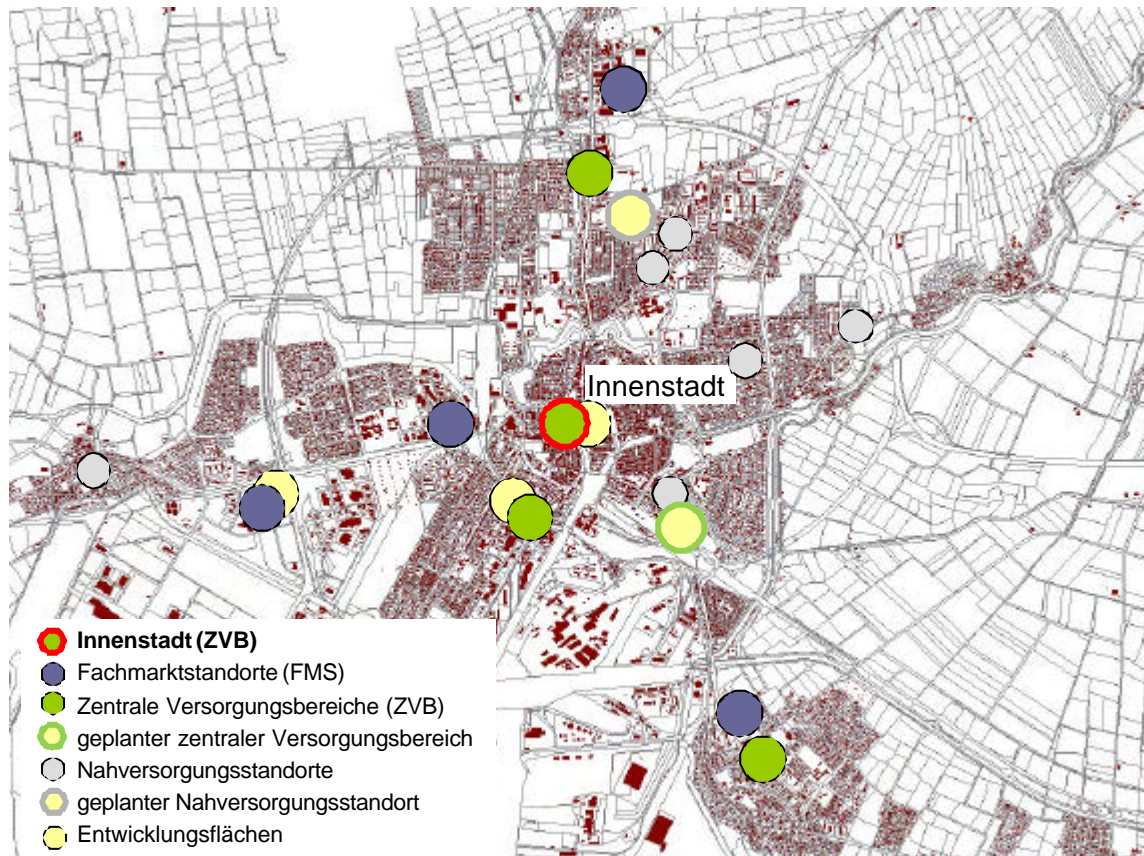 Innenstadt
Innenstadt (ZVB)
Fachmarktstandorte (FMS)
Zentrale Versorgungsbereiche (ZVB)
geplanter zentraler Versorgungsbereich
Nahversorgungsstandorte
geplanter Nahversorgungsstandort
Entwicklungsflächen